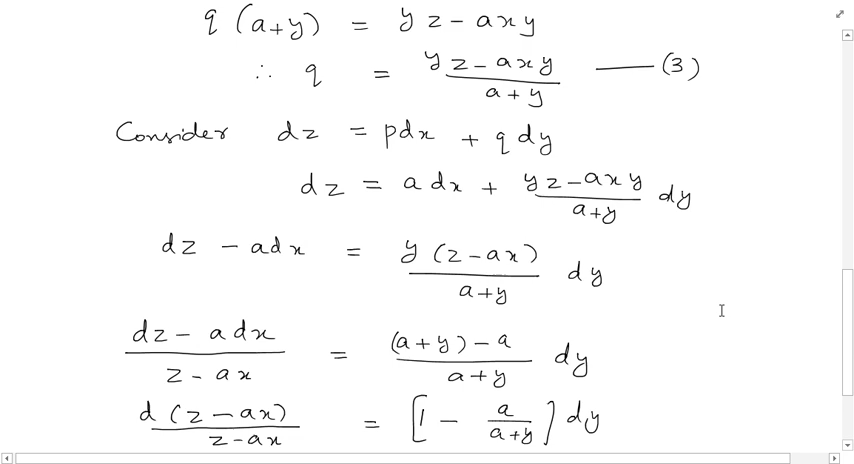 q (a+y) = yz - axy
∴ q = (yz - axy)/(a+y) —— (3)
Consider dz = pdx + qdy
dz = adx + (yz - axy)/(a+y) dy
dz - adx = y(z - ax)/(a+y) dy
(dz - adx)/(z - ax) = ((a+y) - a)/(a+y) dy
d(z - ax)/(z - ax) = [1 - a/(a+y)] dy